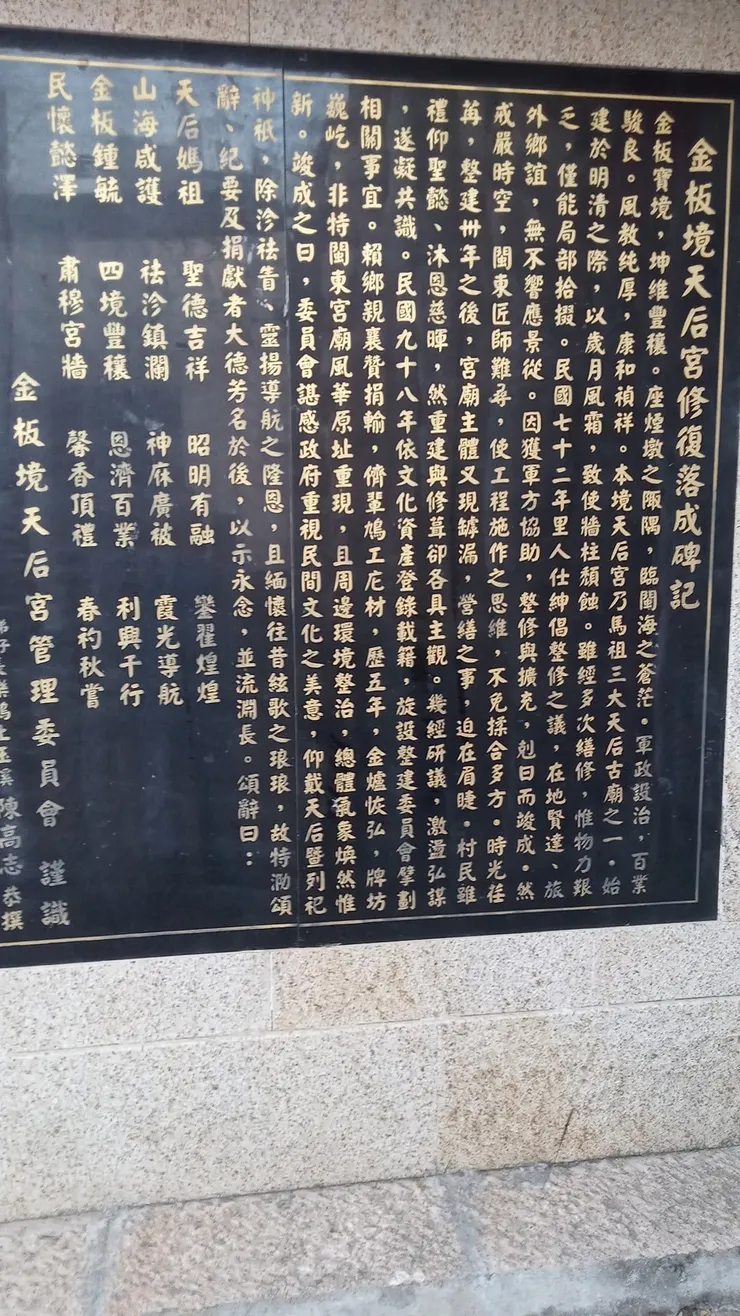 金板境天后宮修復落成碑記
金板寶境，坤維豐穰。座煙墩之陬隅，臨閩海之蒼茫。軍政設治，百業
駿良。風教純厚，康和禎祥。本境天后宮乃馬祖三大天后古廟之一。始
建於明清之際，以歲月風霜，致使牆柱頹蝕。雖經多次繕修，惟物力艱
乏，僅能局部拾掇。民國七十二年里人仕紳倡整修之議，在地賢達、旅
外鄉誼，無不響應景從。因獲軍方協助，整修與擴充，剋日而竣成。然
戒嚴時空，閩東匠師難尋，使工程施作之思維，不免揉合多方。時光荏
苒，整建卅年之後，宮廟主體又現罅漏，營繕之事，迫在眉睫。村民雖
禮仰聖懿、沐恩慈暉，然重建與修葺卻各具主觀。幾經研議，激盪弘謀
，遂凝共識。民國九十八年依文化資產登錄載籍，旋設整建委員會擘劃
相關事宜。賴鄉親襄贊捐輸，儕輩鳩工庀材，歷五年，金爐恢弘，牌坊
巍屹，非特閩東宮廟風華原址重現，且周邊環境整治，總體氣象煥然惟
新。竣成之日，委員會諶感政府重視民間文化之美意，仰戴天后暨列祀
神祇，除沴祛眚、靈揚導航之隆恩，且緬懷往昔絃歌之琅琅，故特泐頌
辭、紀要及捐獻者大德芳名於後，以示永念，並流淵長。頌辭曰：
天后媽祖　聖德吉祥　昭明有融　鑾翟煌煌
山海咸護　祛沴鎮瀾　神庥廣被　霞光導航
金板鍾毓　四境豐穰　恩濟百業　利興千行
民懷懿澤　肅穆宮牆　馨香頂禮　春礿秋嘗
金板境天后宮管理委員會　謹識
弟子長樂鶴上玉溪陳高志　恭撰